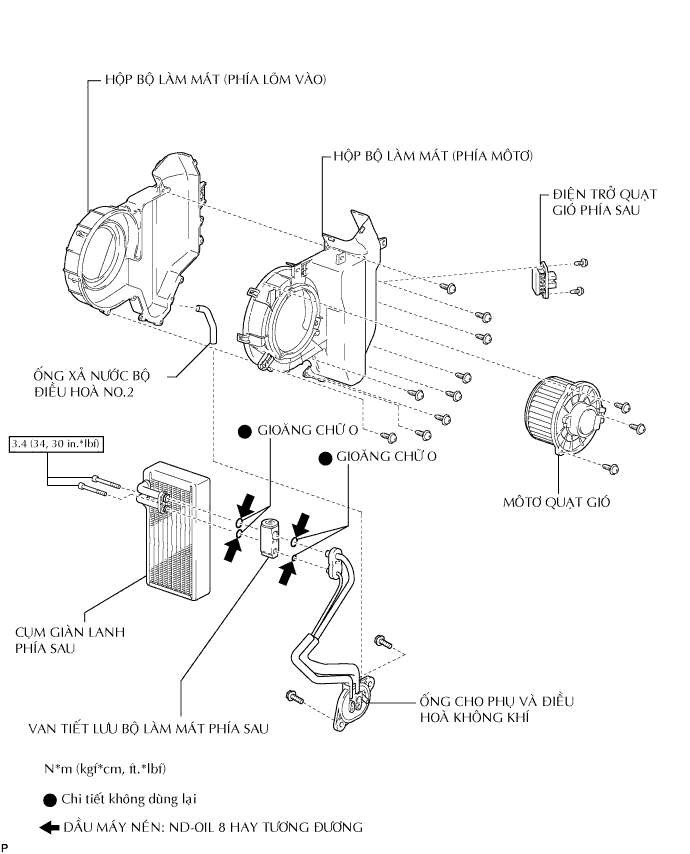 HỘP BỘ LÀM MÁT (PHÍA LÕM VÀO)
HỘP BỘ LÀM MÁT (PHÍA MÔTƠ)
ĐIỆN TRỞ QUẠT
GIÓ PHÍA SAU
ỐNG XẢ NƯỚC BỘ
ĐIỀU HOÀ NO.2
GIOĂNG CHỮ O
3.4 (34, 30 in.*lbf)
GIOĂNG CHỮ O
MÔTƠ QUẠT GIÓ
CỤM GIÀN LANH
PHÍA SAU
ỐNG CHO PHỤ VÀ ĐIỀU
HOÀ KHÔNG KHÍ
VAN TIẾT LƯU BỘ LÀM MÁT PHÍA SAU
N*m (kgf*cm, ft.*lbf)
Chi tiết không dùng lại
DẦU MÁY NÉN: ND-OIL 8 HAY TƯƠNG ĐƯƠNG
P